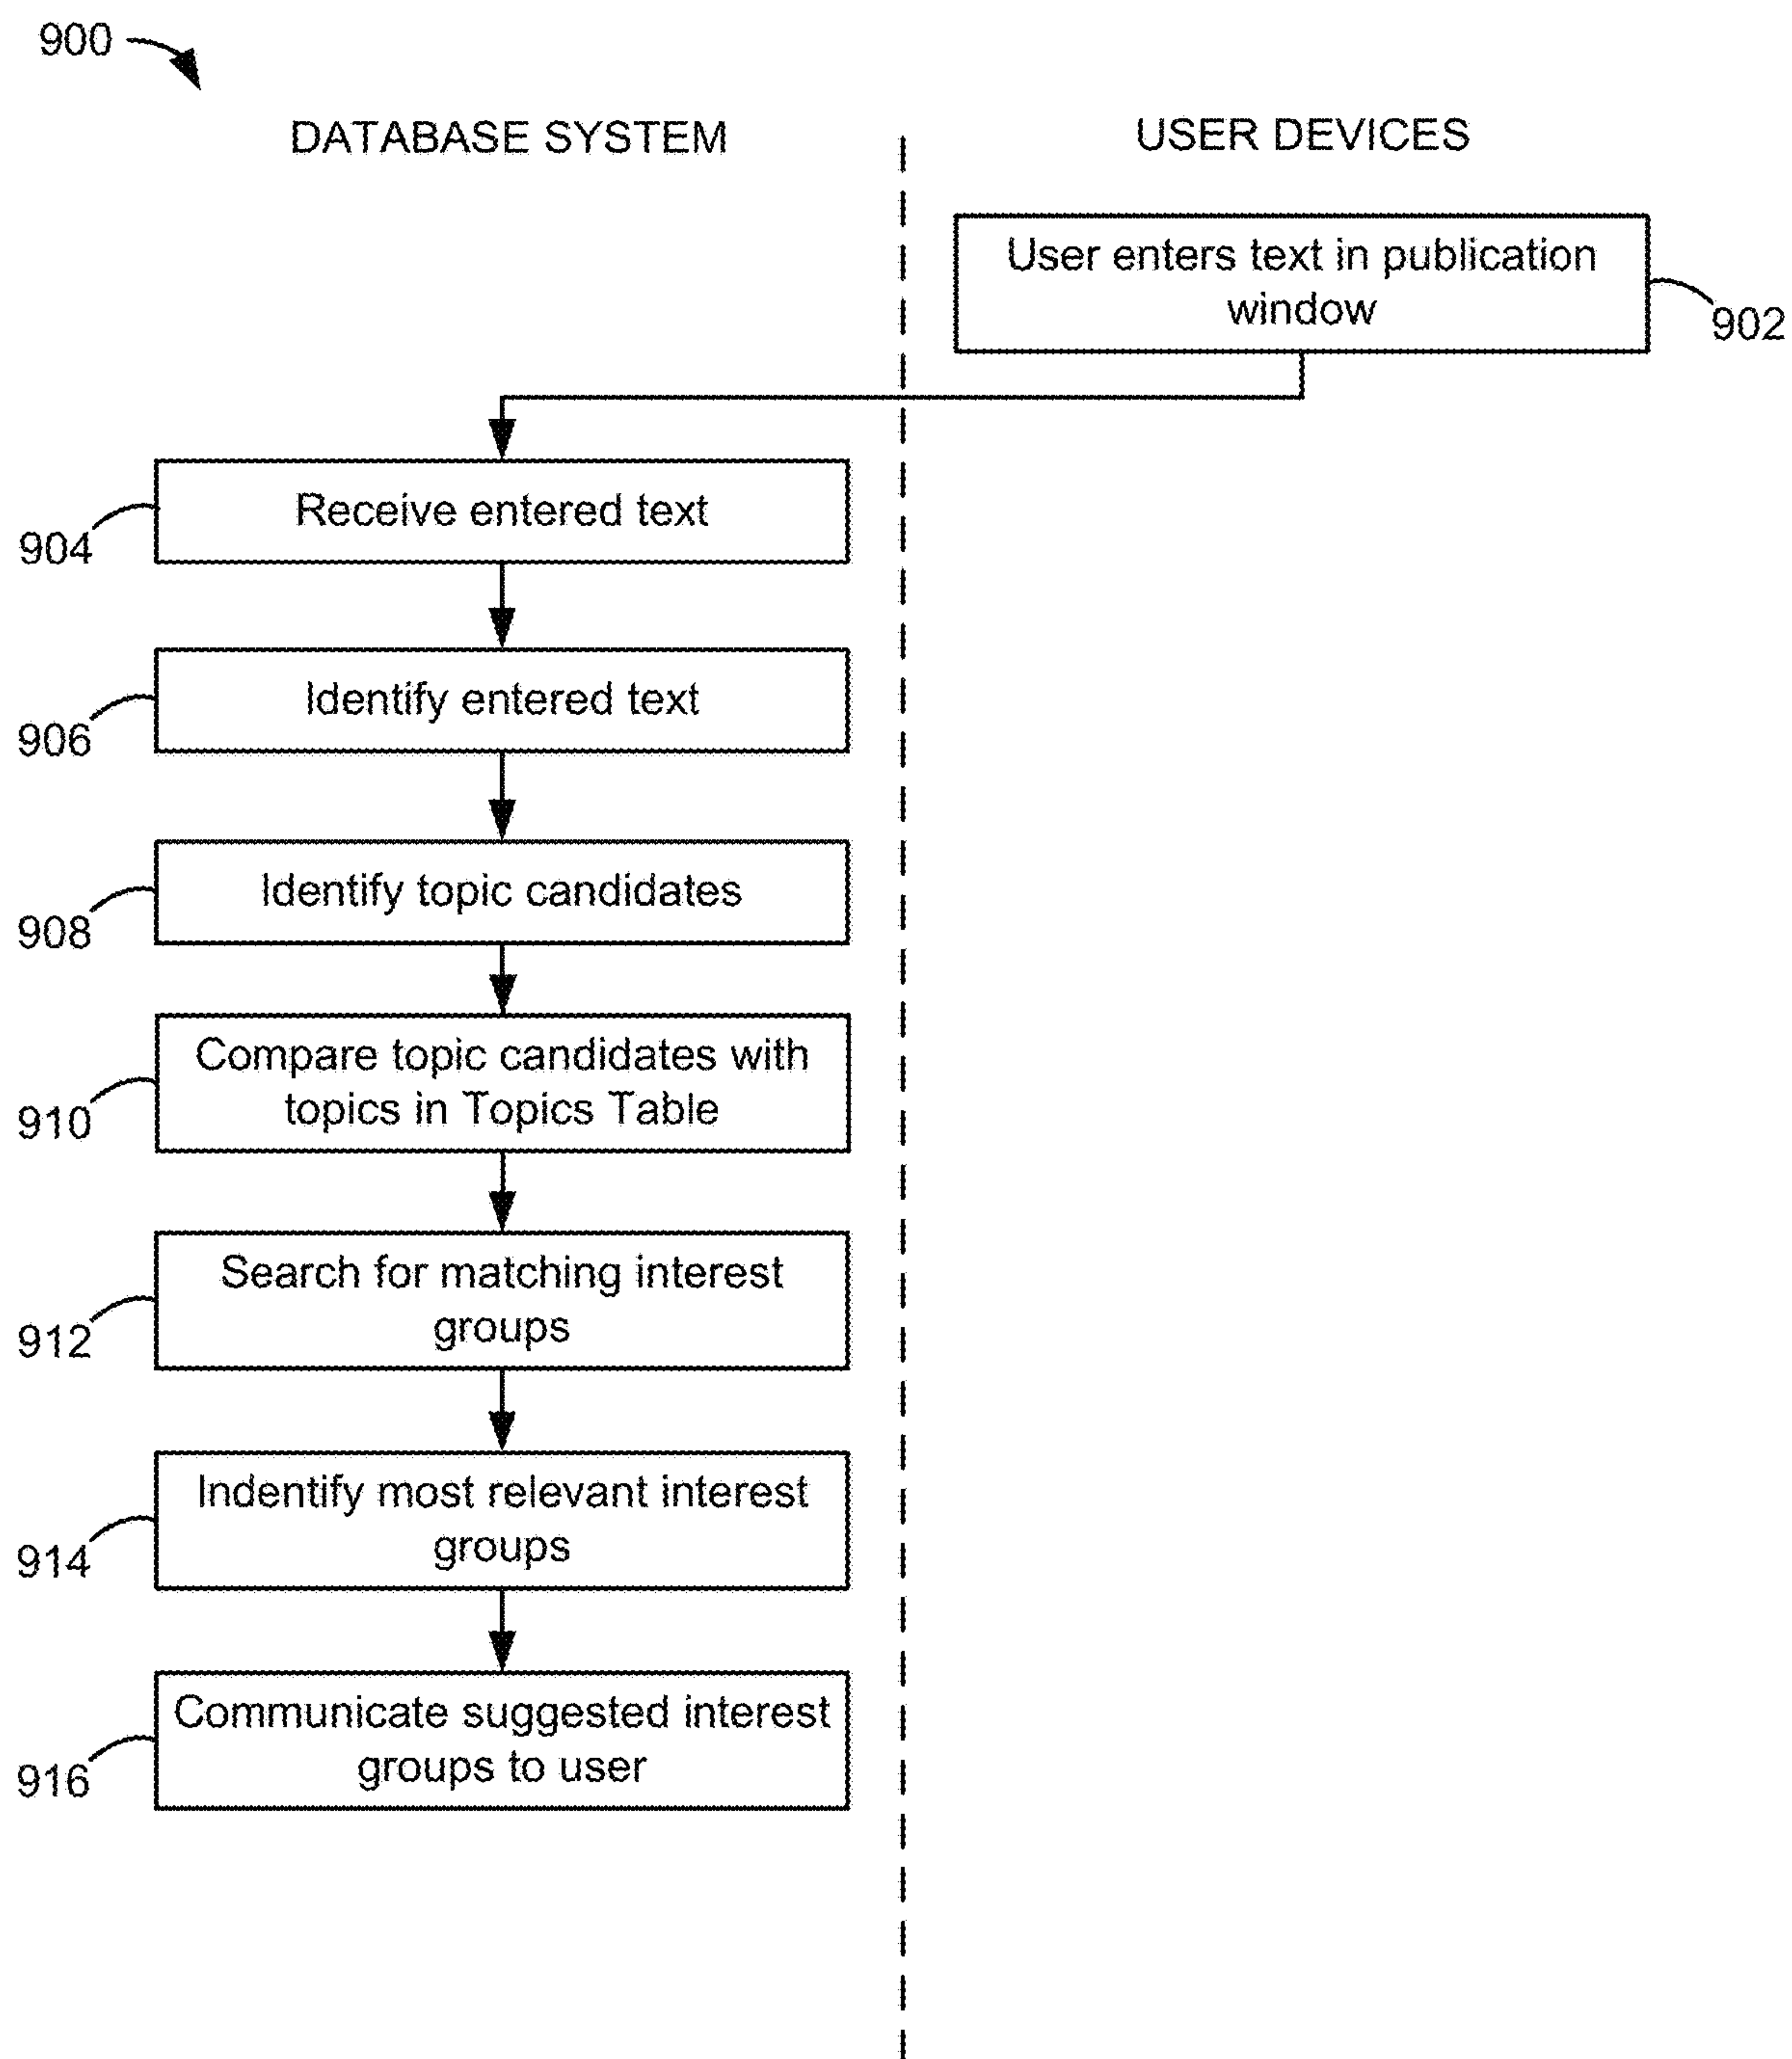 900
DATABASE SYSTEM
USER DEVICES
User enters text in publication
window
902
Receive entered text
904
Identify entered text
906
Identify topic candidates
908
Compare topic candidates with
topics in Topics Table
910
Search for matching interest
groups
912
Indentify most relevant interest
groups
914
Communicate suggested interest
groups to user
916